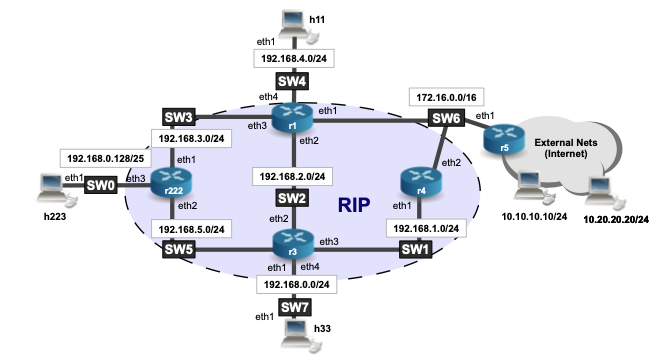 h11
eth1
192.168.4.0/24
SW4
eth4
172.16.0.0/16
SW3
eth3
r1
eth1
SW6
eth1
r5
External Nets
(Internet)
192.168.3.0/24
eth2
192.168.0.128/25
eth1
eth2
eth1
SW0
eth3
r222
192.168.2.0/24
SW2
RIP
r4
h223
eth2
eth1
10.10.10.10/24
10.20.20.20/24
192.168.5.0/24
eth2
192.168.1.0/24
SW5
r3
eth3
SW1
eth1
eth4
192.168.0.0/24
SW7
eth1
h33